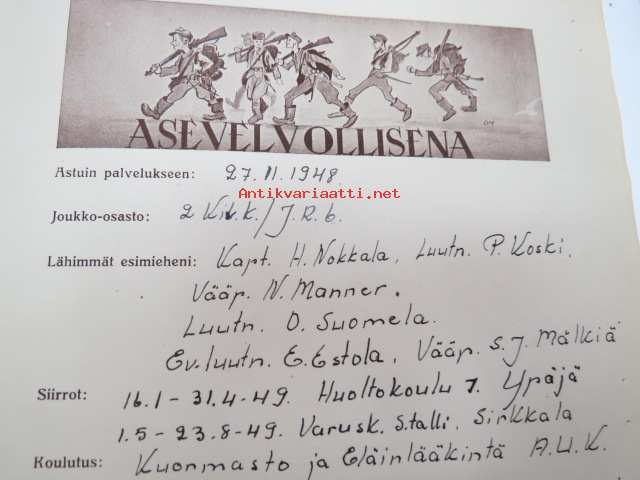 ASEVELVOLLISENA
Astuin palvelukseen: 27.11.1948.
Antikvariaatti.net
Joukko-osasto: 2 Kiv.k./J.R.6.
Lähimmät esimieheni: Kapt. H. Nokkala, Luutn. P. Koski,
Vääp. N. Manner.
Luutn. O. Suomela.
Ev.luutn. E. Estola, Vääp. S.J. Mälkiä
Siirrot: 16.1-31.4-49. Huoltokoulu 7. Ypäjä
1.5-23.8-49. Varusk. S.talli. Sirkkala
Koulutus: Kuormasto ja Eläinlääkintä A.U.K.